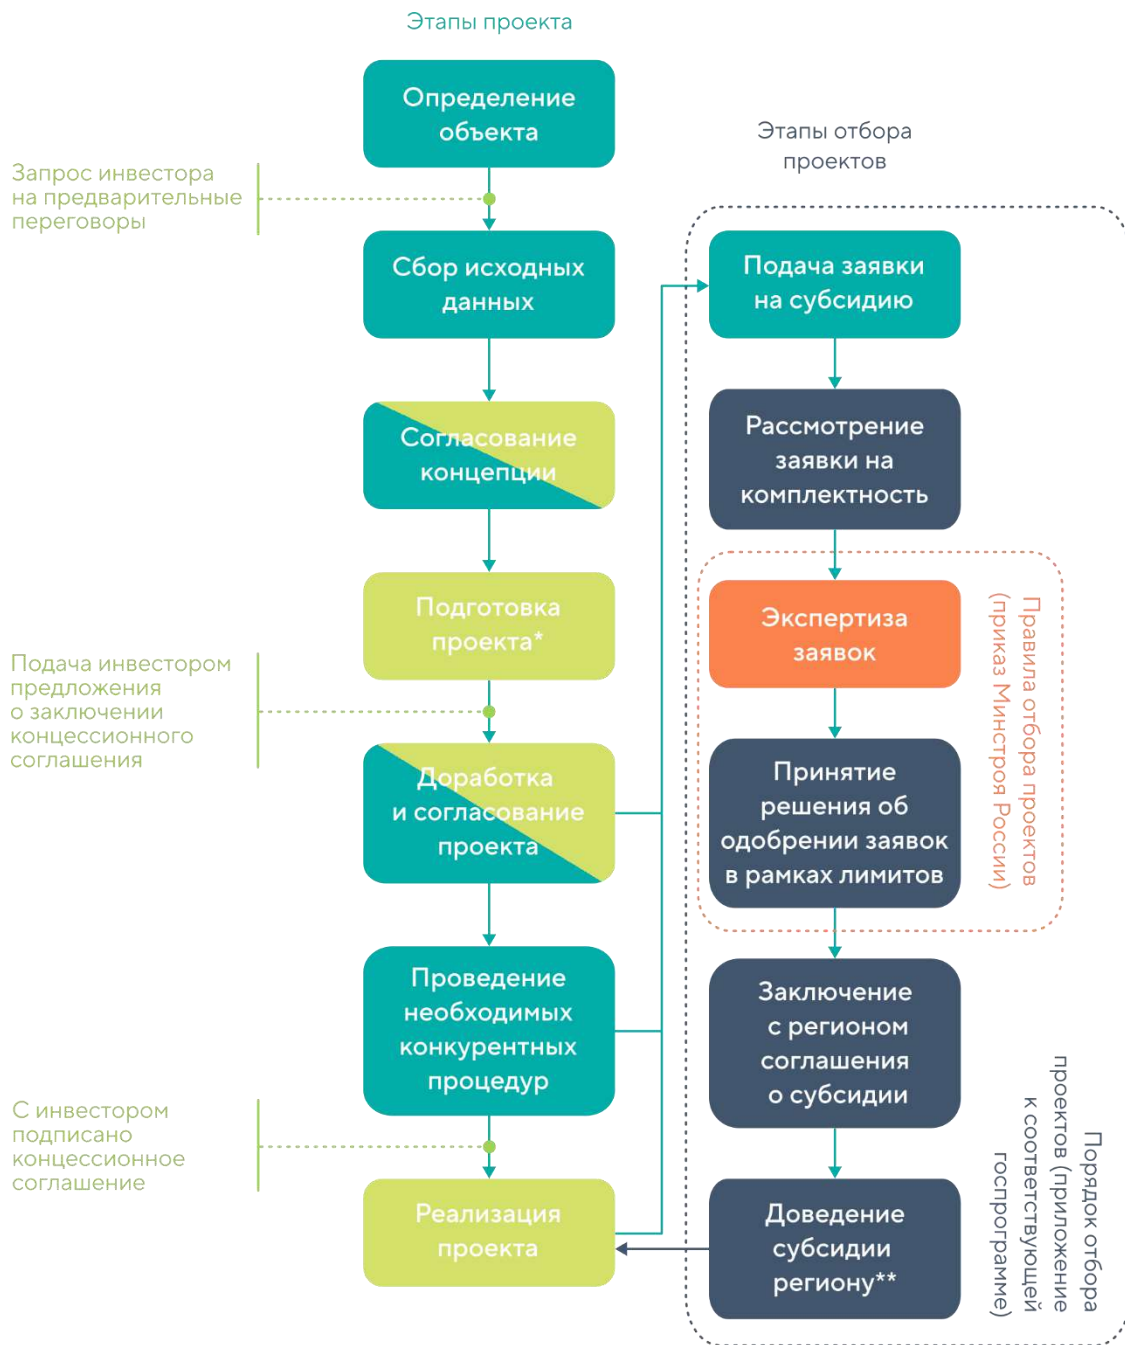 Этапы проекта
Определение
объекта
Запрос инвестора
на предварительные
переговоры
Сбор исходных
данных
Согласование
концепции
Подготовка
проекта*
Подача инвестором
предложения
о заключении
концессионного
соглашения
Доработка
и согласование
проекта
Проведение
необходимых
конкурентных
процедур
С инвестором
подписано
концессионное
соглашение
Реализация
проекта
Этапы отбора
проектов
Подача заявки
на субсидию
Рассмотрение
заявки на
комплектность
Экспертиза
заявок
Принятие
решения об
одобрении заявок
в рамках лимитов
Правила отбора проектов
(приказ Минстроя России)
Заключение
с регионом
соглашения
о субсидии
Доведение
субсидии
региону**
Порядок отбора
проектов (приложение
к соответствующей
госпрограмме)